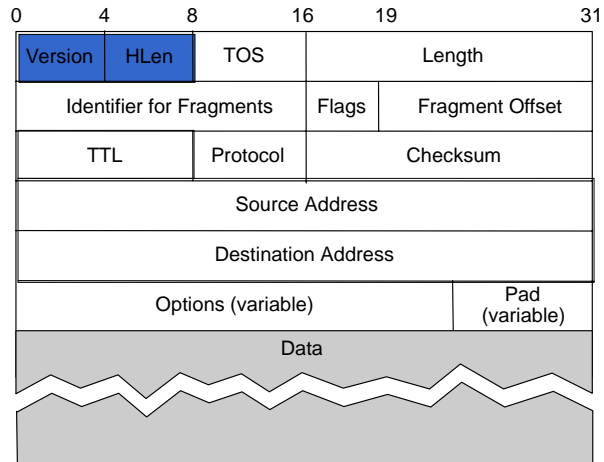 0 4 8 16 19 31
Version HLen TOS Length
Identifier for Fragments Flags Fragment Offset
TTL Protocol Checksum
Source Address
Destination Address
Options (variable) Pad
(variable)
Data